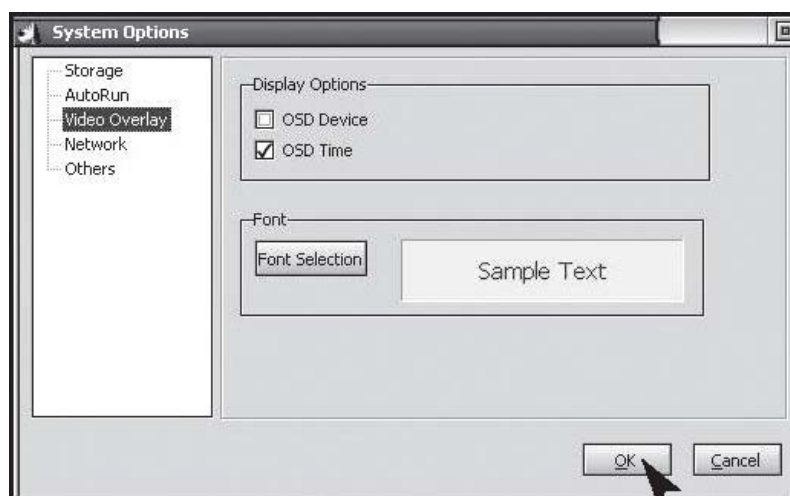 System Options
Storage
AutoRun
Video Overlay
Network
Others
Display Options
OSD Device
OSD Time
Font
Font Selection
Sample Text
OK
Cancel